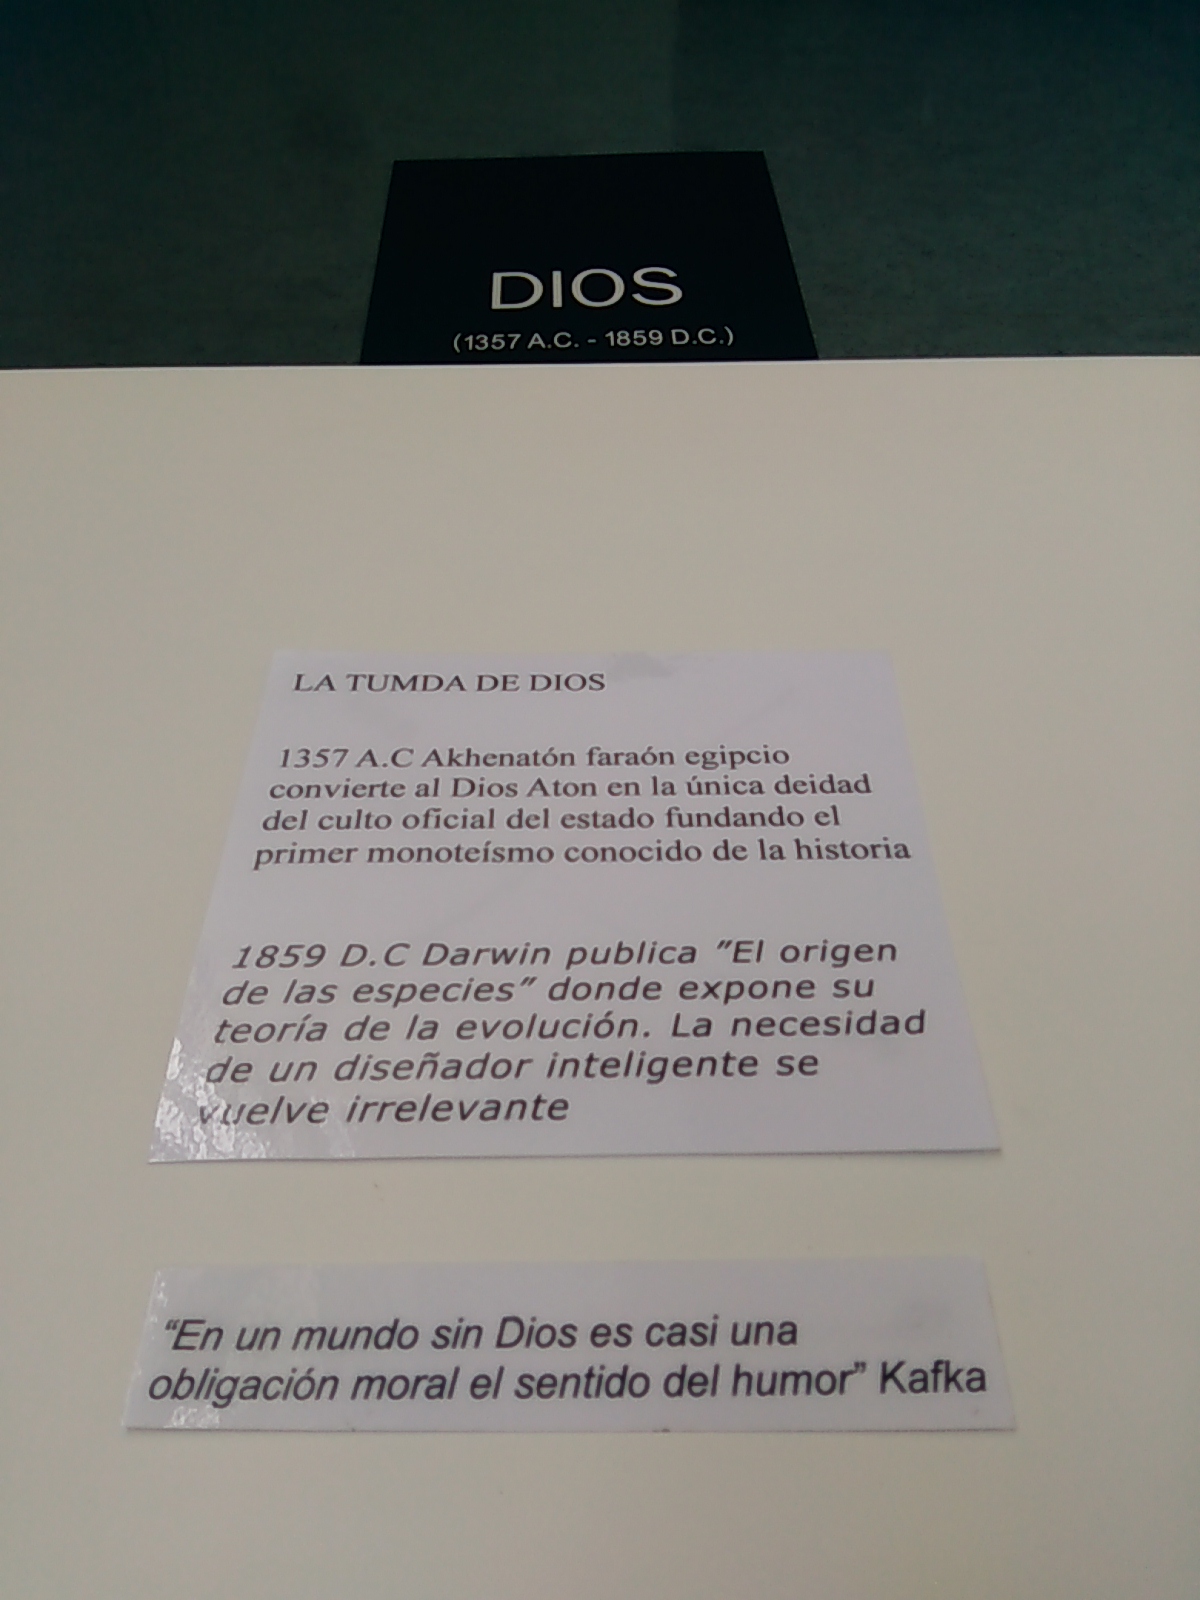 DIOS
(1357 A.C. - 1859 D.C.)
LA TUMDA DE DIOS
1357 A.C Akhenatón faraón egipcio
convierte al Dios Aton en la única deidad
del culto oficial del estado fundando el
primer monoteísmo conocido de la historia
1859 D.C Darwin publica "El origen
de las especies" donde expone su
teoría de la evolución. La necesidad
de un diseñador inteligente se
vuelve irrelevante
“En un mundo sin Dios es casi una
obligación moral el sentido del humor” Kafka